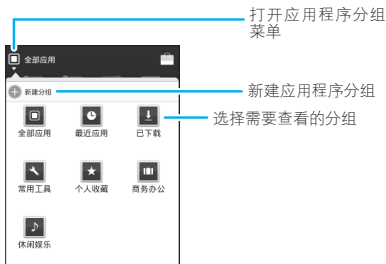 打开应用程序分组
菜单
全部应用
新建分组
新建应用程序分组
全部应用 最近应用 已下载
选择需要查看的分组
常用工具 个人收藏 商务办公
休闲娱乐